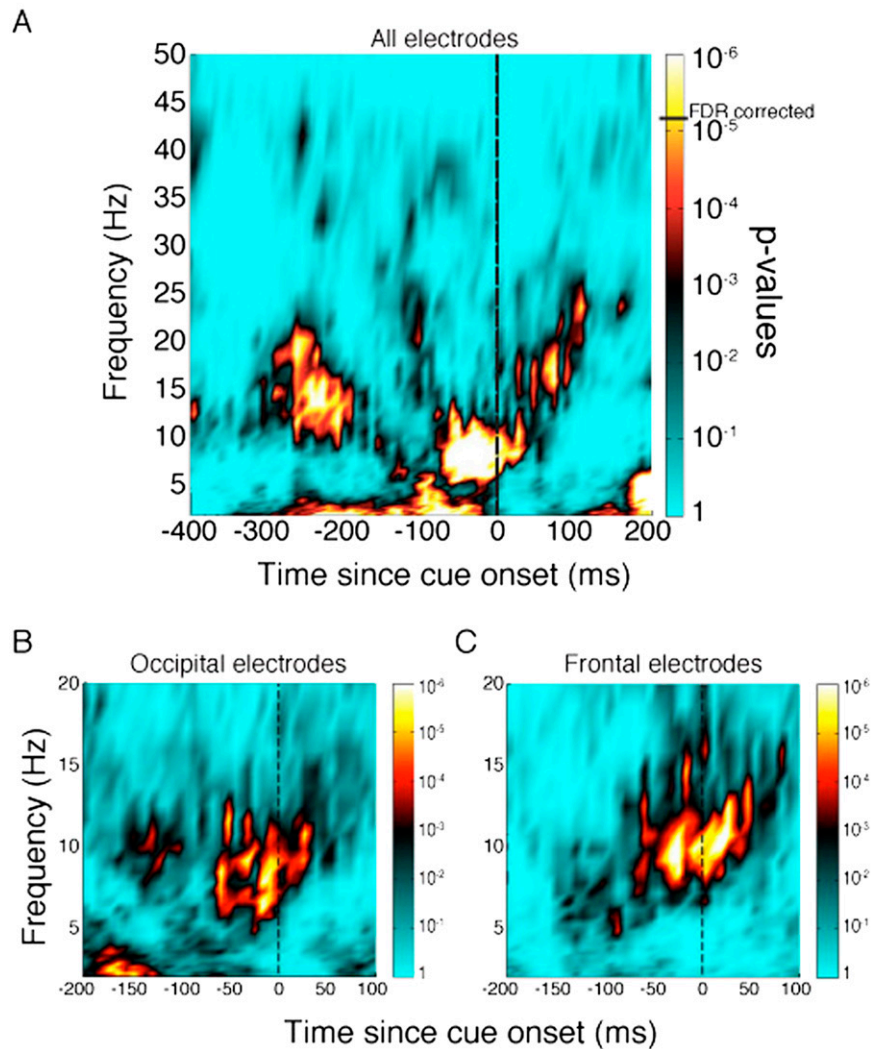 A
All electrodes
50
45
40
35
30
25
20
15
10
5
Frequency (Hz)
-400 -300 -200 -100 0 100 200
Time since cue onset (ms)
10-6
FDR corrected
10-5
10-4
10-3
10-2
10-1
1
p-values
B
Occipital electrodes
20
15
10
5
Frequency (Hz)
-200 -150 -100 -50 0 50 100
10-6
10-5
10-4
10-3
10-2
10-1
1
C
Frontal electrodes
20
15
10
5
-200 -150 -100 -50 0 50 100
10-6
10-5
10-4
10-3
10-2
10-1
1
Time since cue onset (ms)